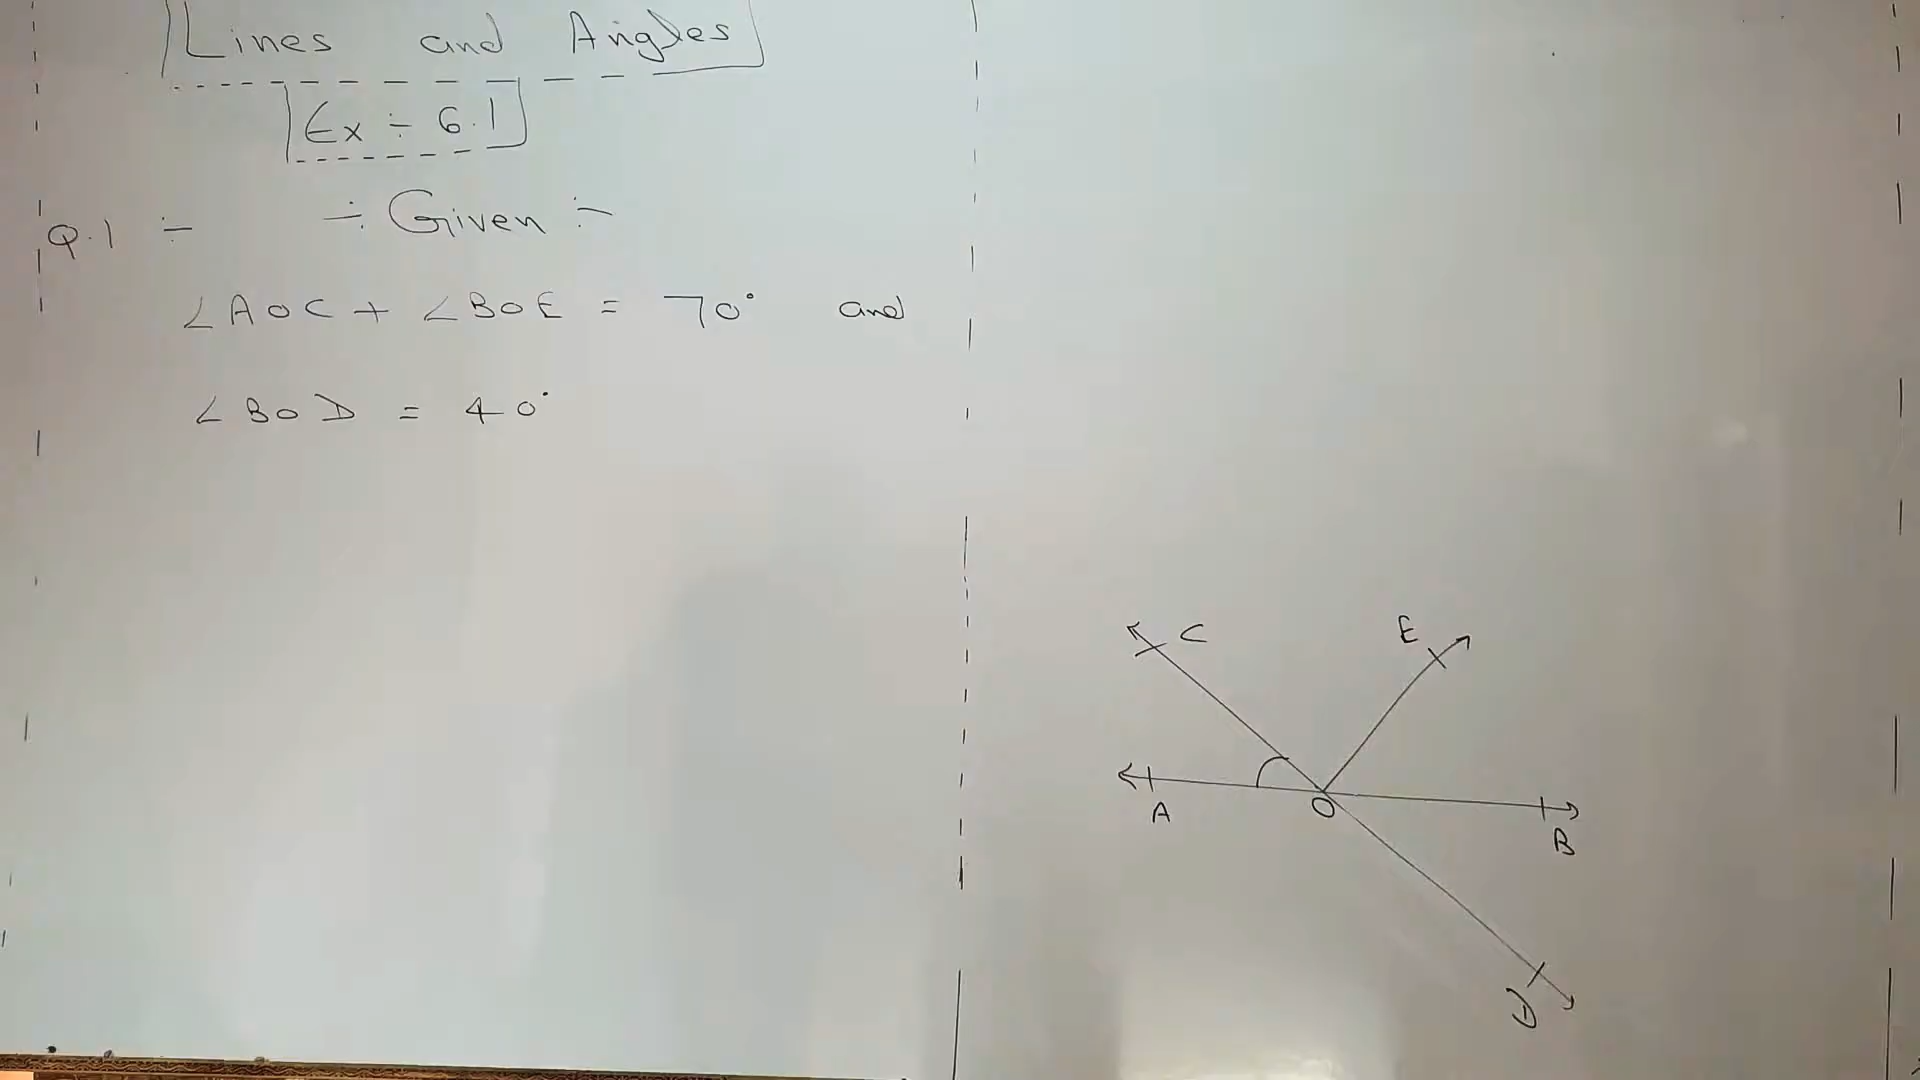 Lines and Angles
Ex ÷ 6.1
Q.1 ÷ ÷ Given ÷
∠AOC + ∠BOE = 70° and
∠BOD = 40°
C
E
A
O
B
D